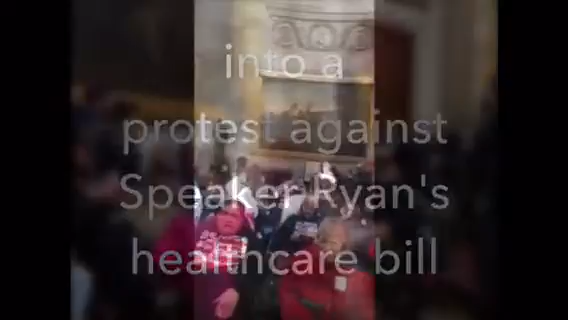 into a
protest against
Speaker Ryan's
healthcare bill